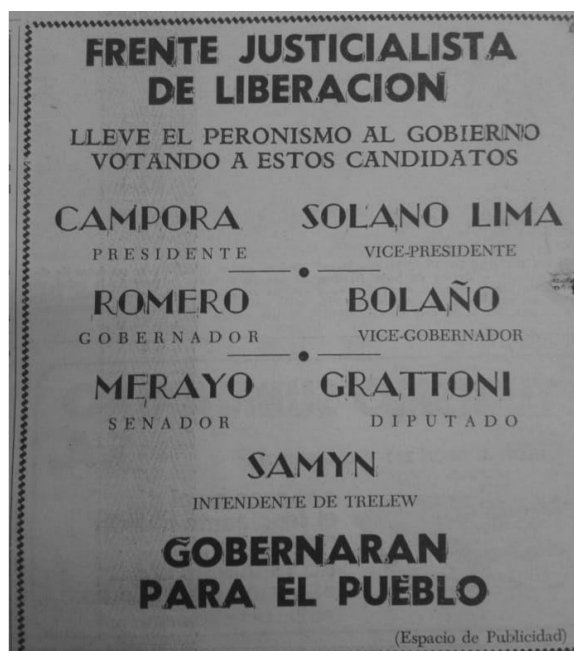 FRENTE JUSTICIALISTA
DE LIBERACION
LLEVE EL PERONISMO AL GOBIERNO
VOTANDO A ESTOS CANDIDATOS
CAMPORA SOLANO LIMA
PRESIDENTE VICE-PRESIDENTE
ROMERO BOLAÑO
GOBERNADOR VICE-GOBERNADOR
MERAYO GRATTONI
SENADOR DIPUTADO
SAMYN
INTENDENTE DE TRELEW
GOBERNARAN
PARA EL PUEBLO
(Espacio de Publicidad)